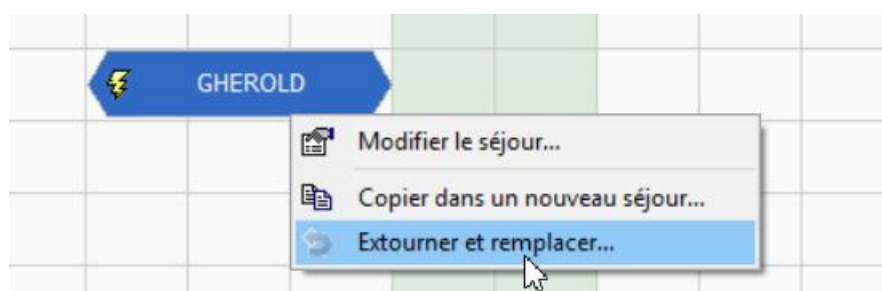 GHEROLD
Modifier le séjour...
Copier dans un nouveau séjour...
Extourner et remplacer...